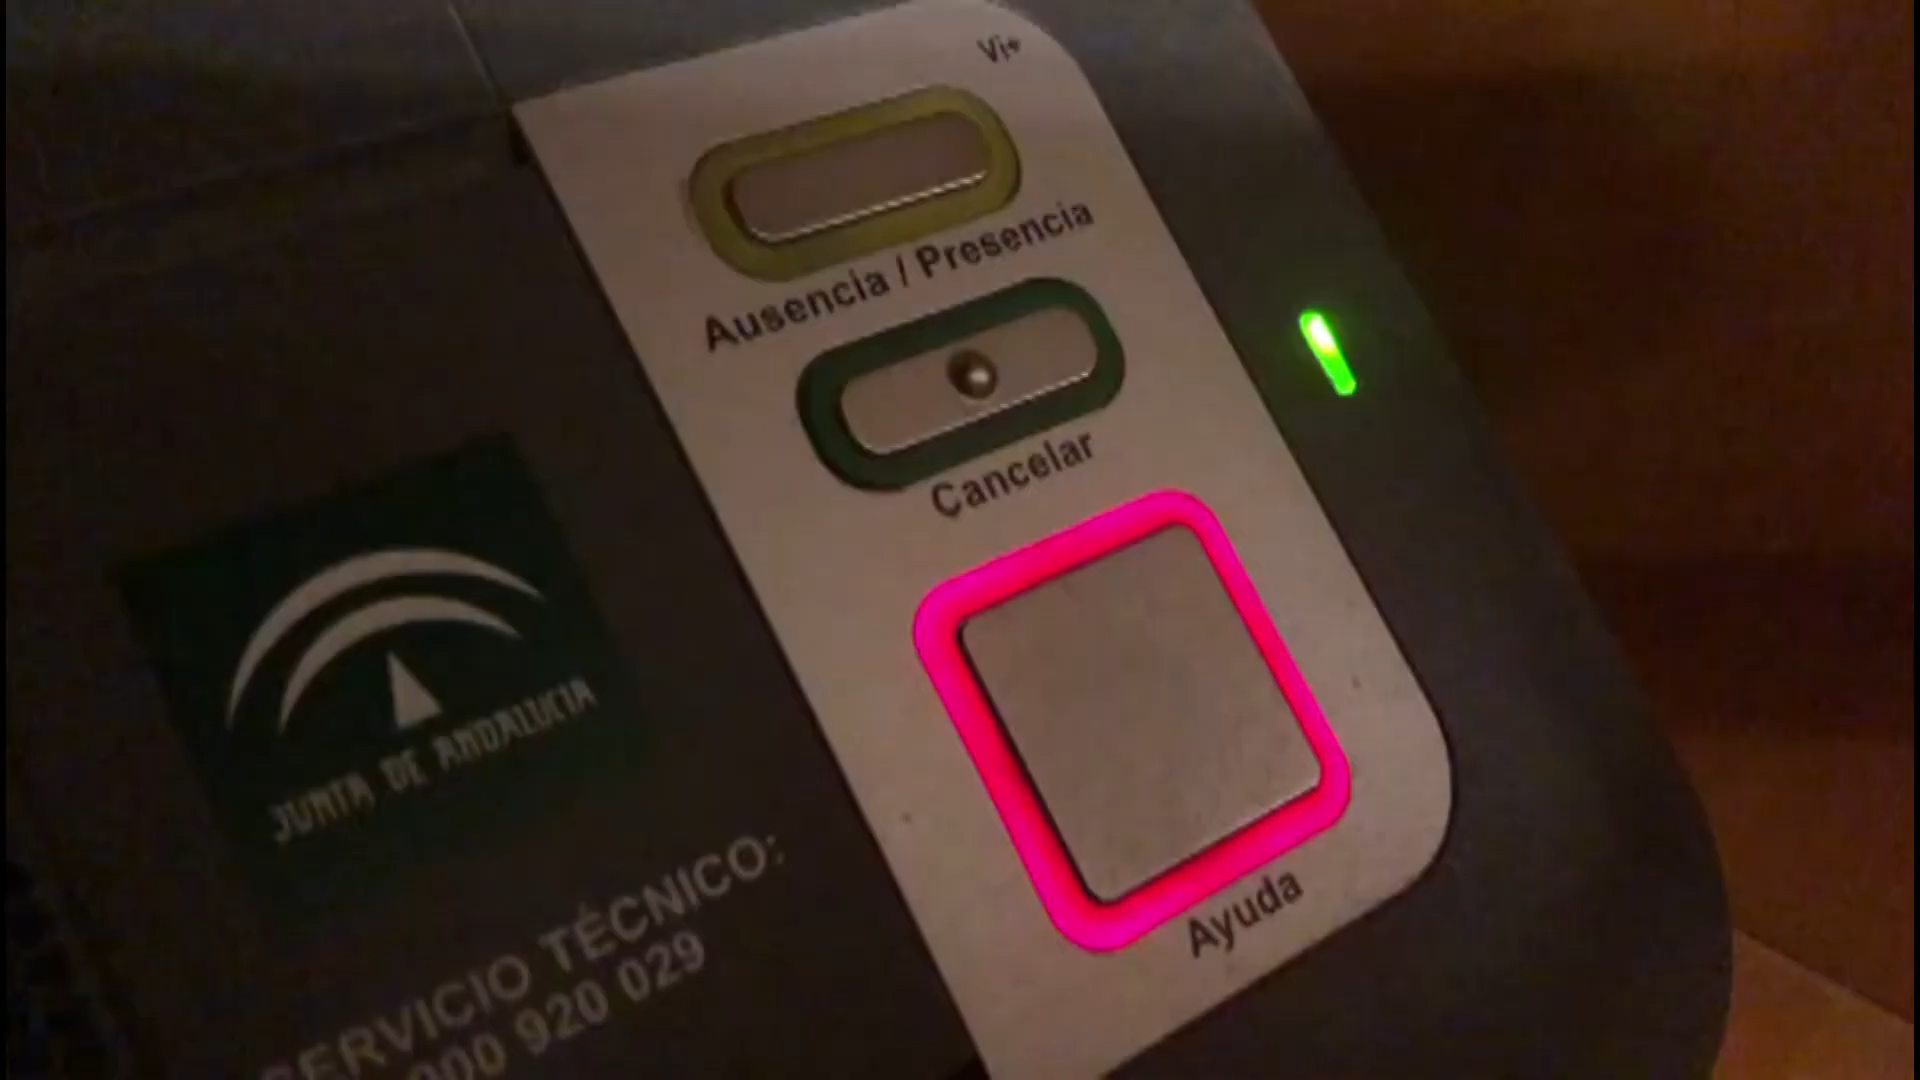 Vi+
Ausencia / Presencia
Cancelar
Ayuda
JUNTA DE ANDALUCIA
SERVICIO TÉCNICO:
900 920 029